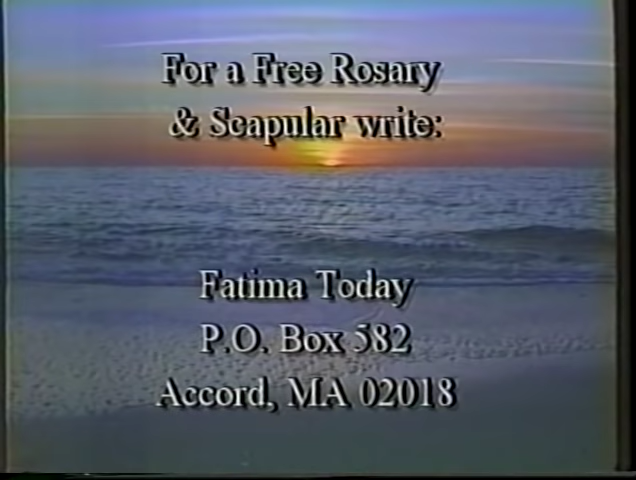 For a Free Rosary
& Scapular write:
Fatima Today
P.O. Box 582
Accord, MA 02018